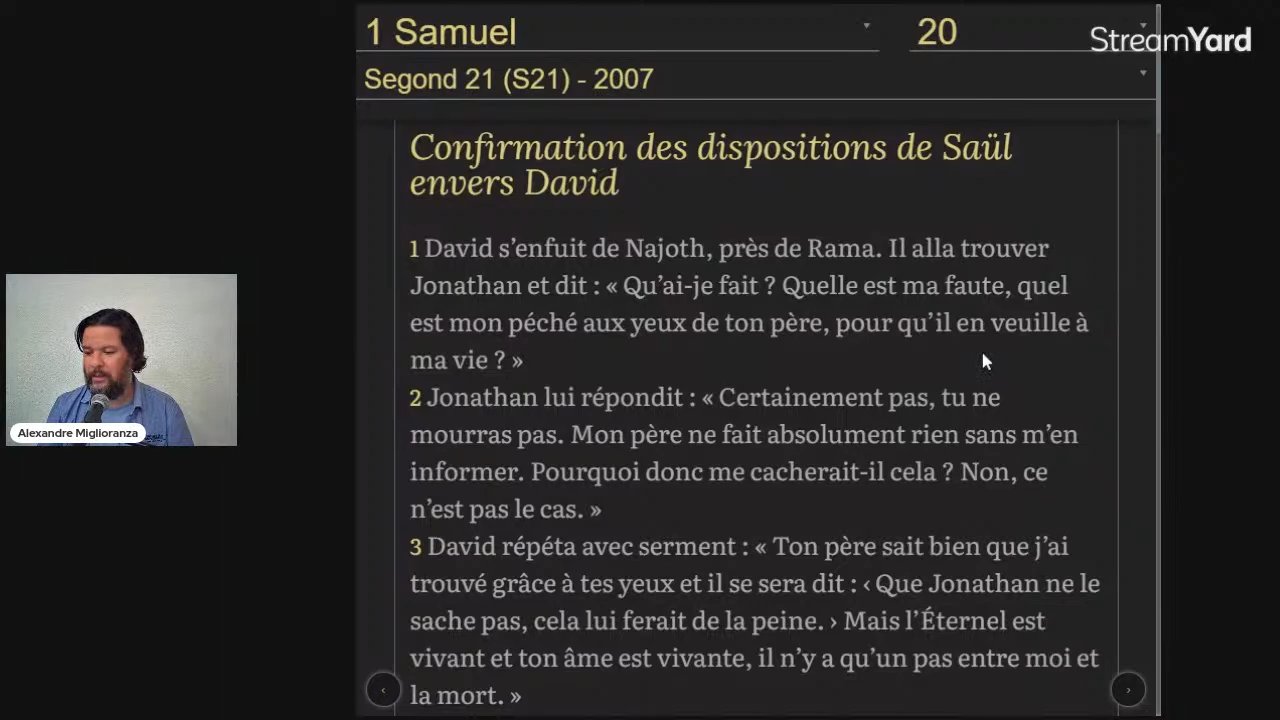 1 Samuel
20
StreamYard
Segond 21 (S21) - 2007
Confirmation des dispositions de Saül
envers David
1 David s’enfuit de Najoth, près de Rama. Il alla trouver
Jonathan et dit : « Qu’ai-je fait ? Quelle est ma faute, quel
est mon péché aux yeux de ton père, pour qu’il en veuille à
ma vie ? »
2 Jonathan lui répondit : « Certainement pas, tu ne
mourras pas. Mon père ne fait absolument rien sans m’en
informer. Pourquoi donc me cacherait-il cela ? Non, ce
n’est pas le cas. »
3 David répéta avec serment : « Ton père sait bien que j’ai
trouvé grâce à tes yeux et il se sera dit : ‹ Que Jonathan ne le
sache pas, cela lui ferait de la peine. › Mais l’Éternel est
vivant et ton âme est vivante, il n’y a qu’un pas entre moi et
la mort. »
Alexandre Miglioranza